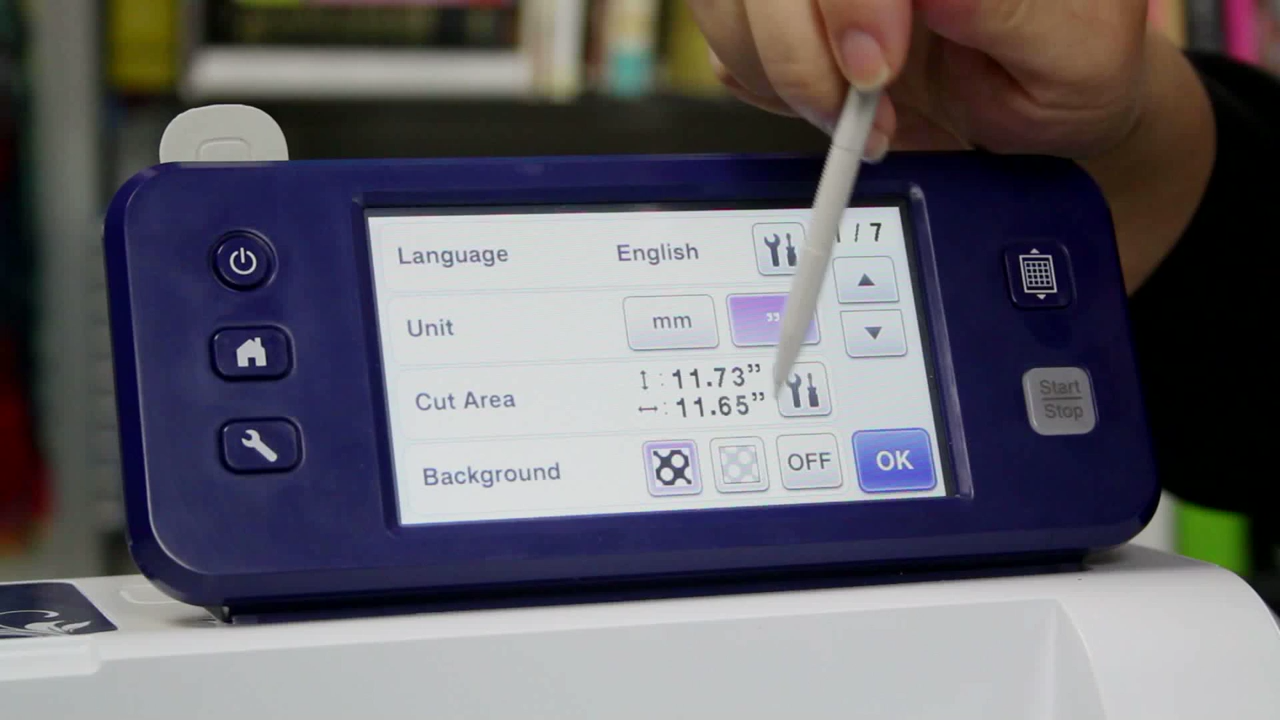 Language English / 7
Unit mm ”
Cut Area : 11.73”
: 11.65”
Background OFF OK
Start
Stop